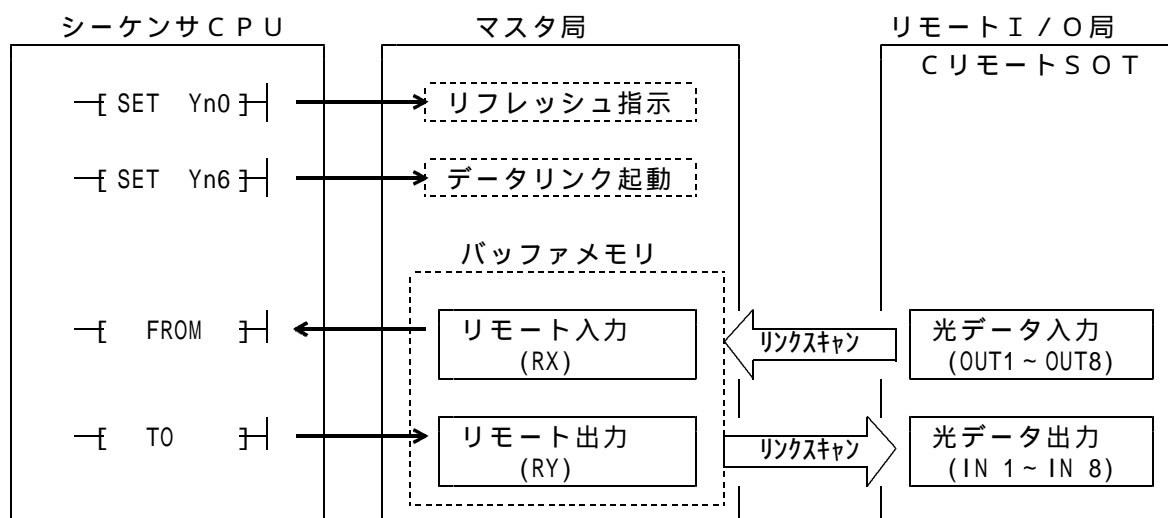 シーケンサＣＰＵ
マスタ局
リモートＩ／Ｏ局
ＣリモートＳＯＴ
SET Yn0
リフレッシュ指示
SET Yn6
データリンク起動
バッファメモリ
FROM
リモート入力
(RX)
リンクスキャン
光データ入力
(OUT1～OUT8)
TO
リモート出力
(RY)
リンクスキャン
光データ出力
(IN 1～IN 8)